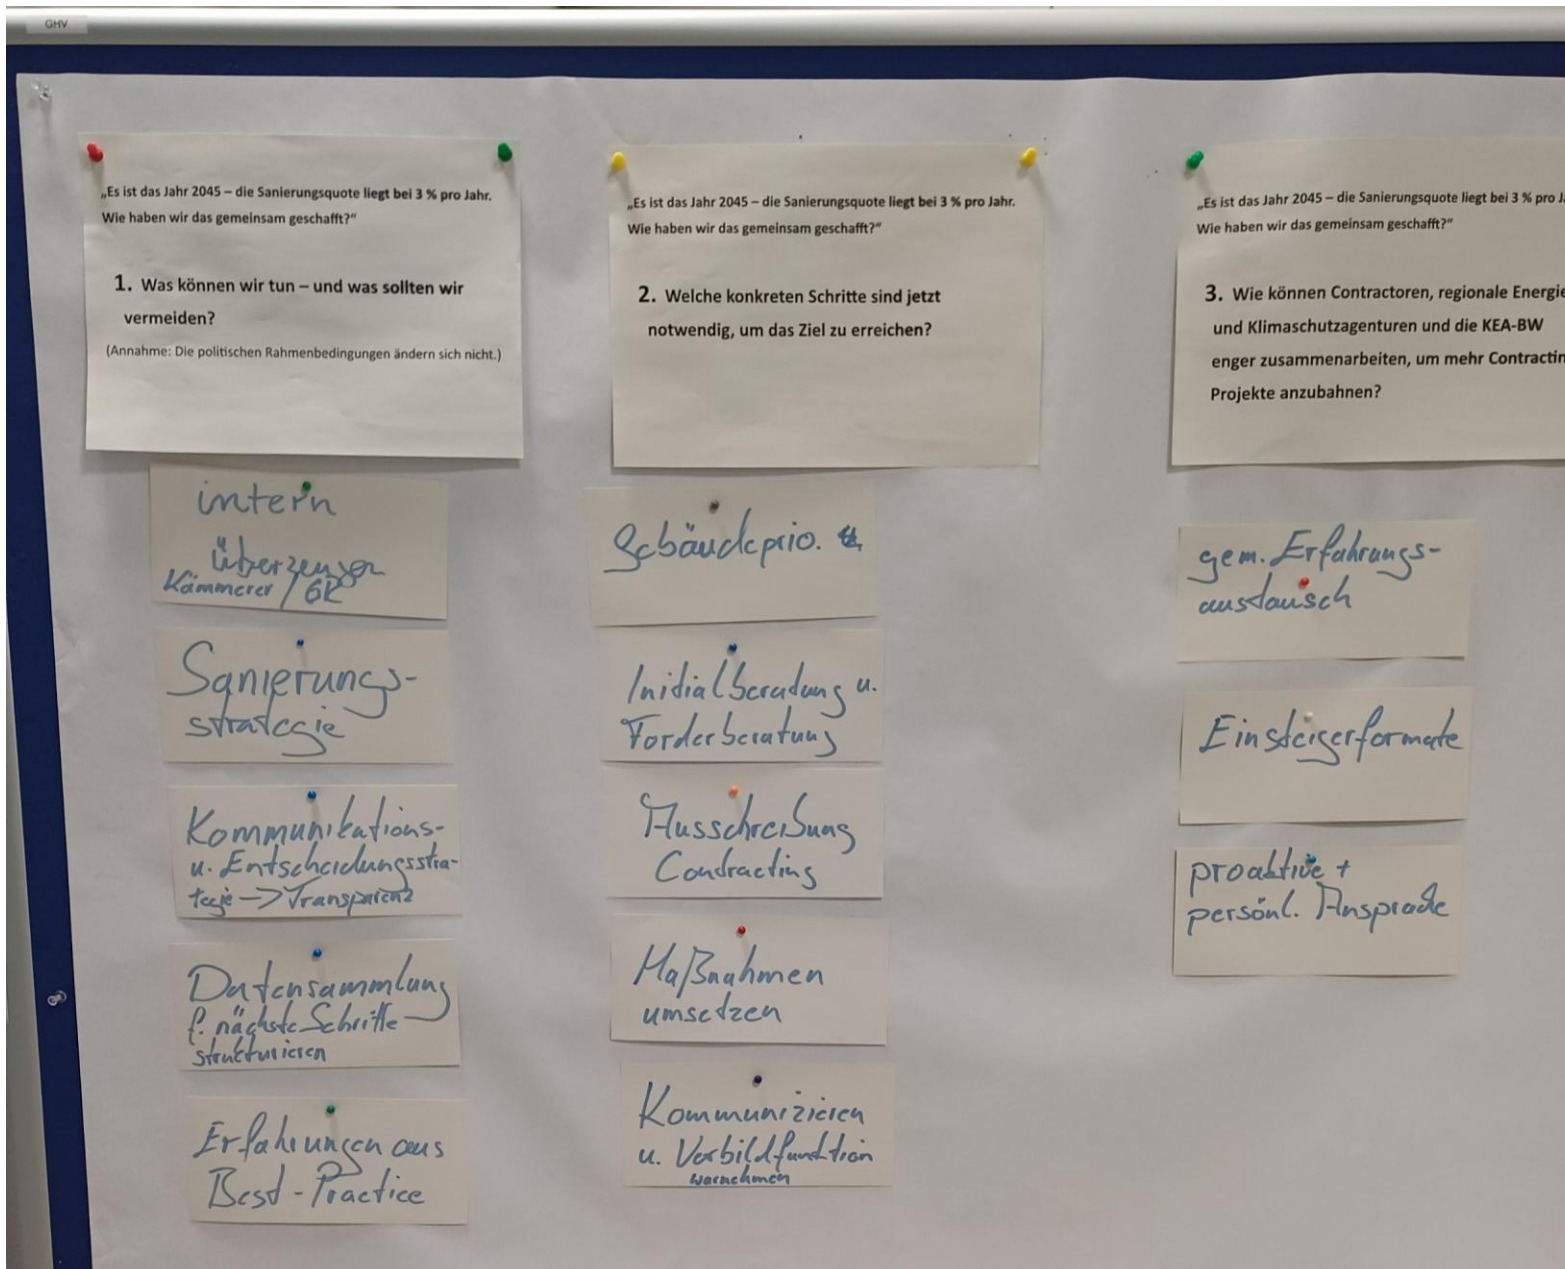 GHV
„Es ist das Jahr 2045 – die Sanierungsquote liegt bei 3 % pro Jahr.
Wie haben wir das gemeinsam geschafft?“
1. Was können wir tun – und was sollten wir
vermeiden?
(Annahme: Die politischen Rahmenbedingungen ändern sich nicht.)
intern
überzeugen
Kämmerer / GR
Sanierungs-
strategie
Kommunikations-
u. Entscheidungsstra-
tegie -> Transparenz
Datensammlung
f. nächste Schritte
strukturieren
Erfahrungen aus
Best-Practice
„Es ist das Jahr 2045 – die Sanierungsquote liegt bei 3 % pro Jahr.
Wie haben wir das gemeinsam geschafft?“
2. Welche konkreten Schritte sind jetzt
notwendig, um das Ziel zu erreichen?
Gebäudeprio.
Initialberatung u.
Förderberatung
Ausschreibung
Contracting
Maßnahmen
umsetzen
Kommunizieren
u. Vorbildfunktion
warnehmen
„Es ist das Jahr 2045 – die Sanierungsquote liegt bei 3 % pro J
Wie haben wir das gemeinsam geschafft?“
3. Wie können Contractoren, regionale Energie
und Klimaschutzagenturen und die KEA-BW
enger zusammenarbeiten, um mehr Contractin
Projekte anzubahnen?
gem. Erfahrungs-
austausch
Einsteigerformate
proaktive +
persönl. Ansprache